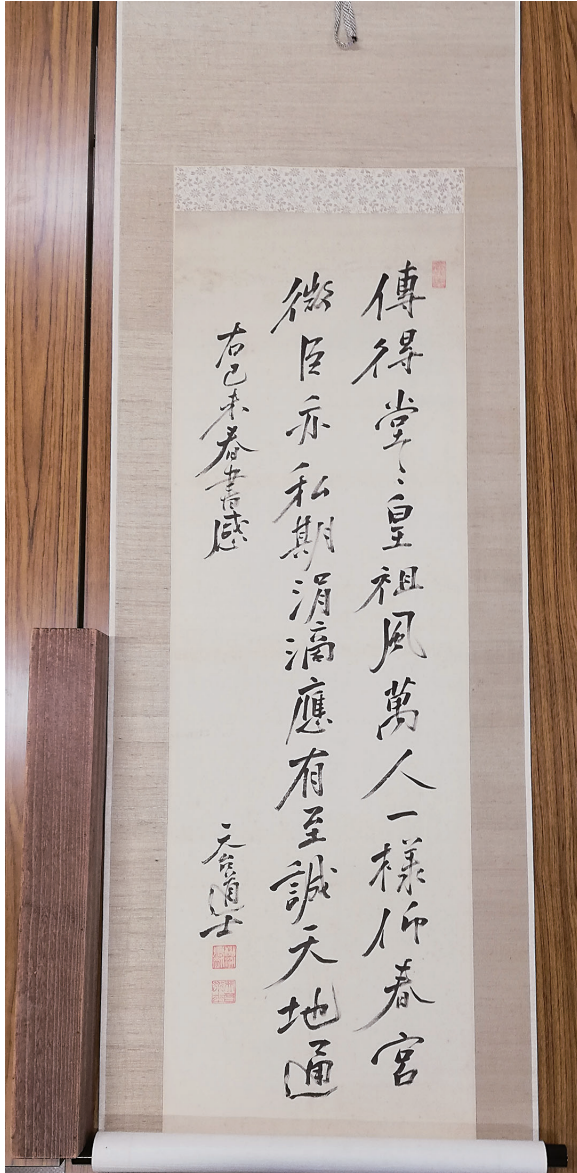 傳得堂〻皇祖風萬人一樣仰春宮
微臣亦私期涓滴應有至誠天地通
右己未春書感
天台道士